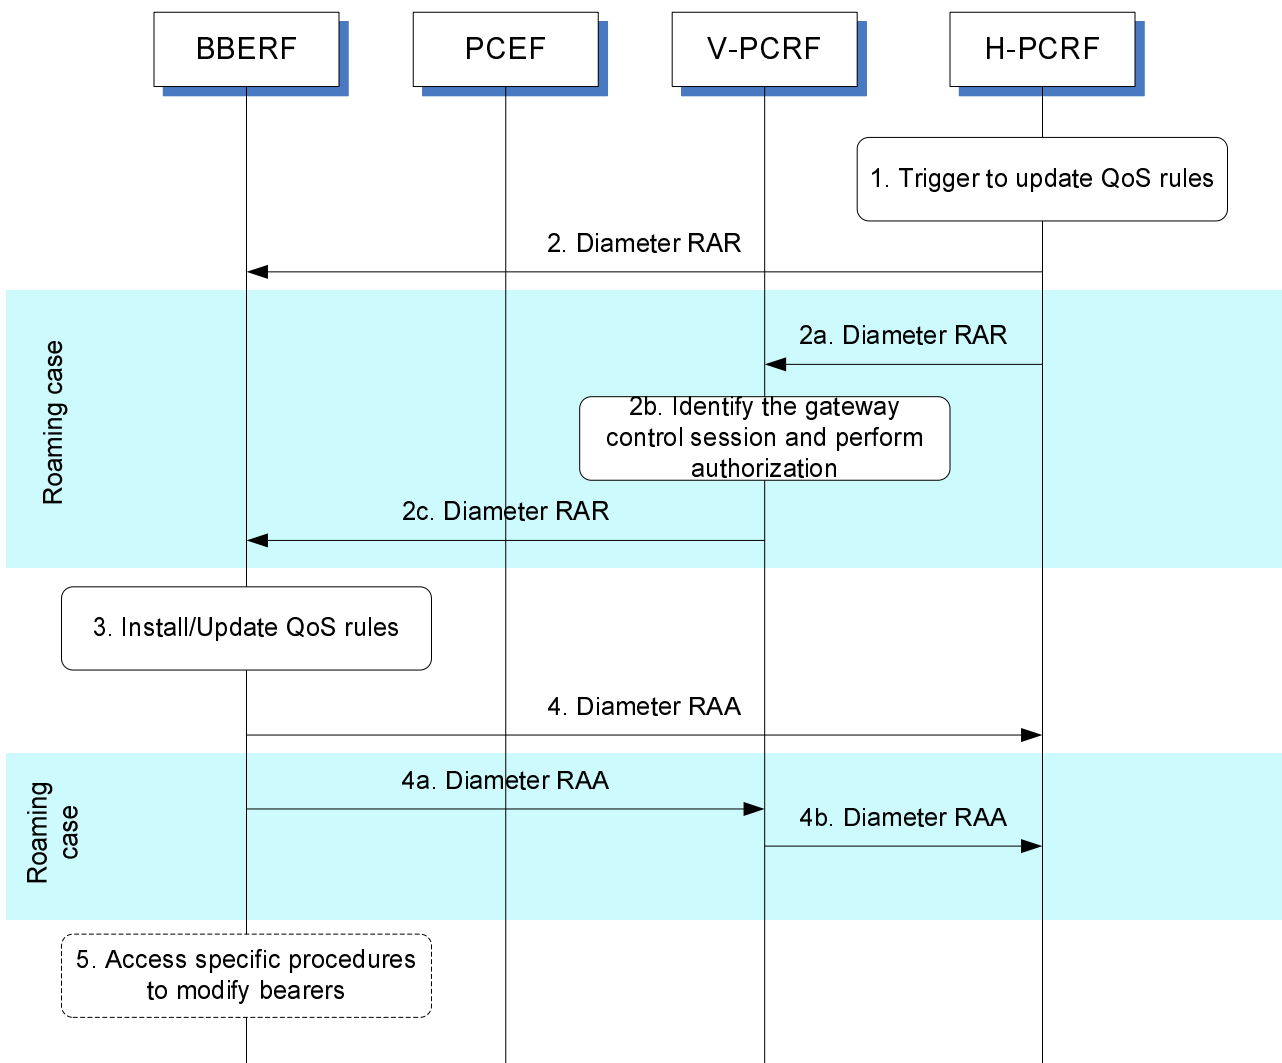 BBERF
PCEF
V-PCRF
H-PCRF
1. Trigger to update QoS rules
2. Diameter RAR
Roaming case
2a. Diameter RAR
2b. Identify the gateway
control session and perform
authorization
2c. Diameter RAR
3. Install/Update QoS rules
4. Diameter RAA
Roaming
case
4a. Diameter RAA
4b. Diameter RAA
5. Access specific procedures
to modify bearers